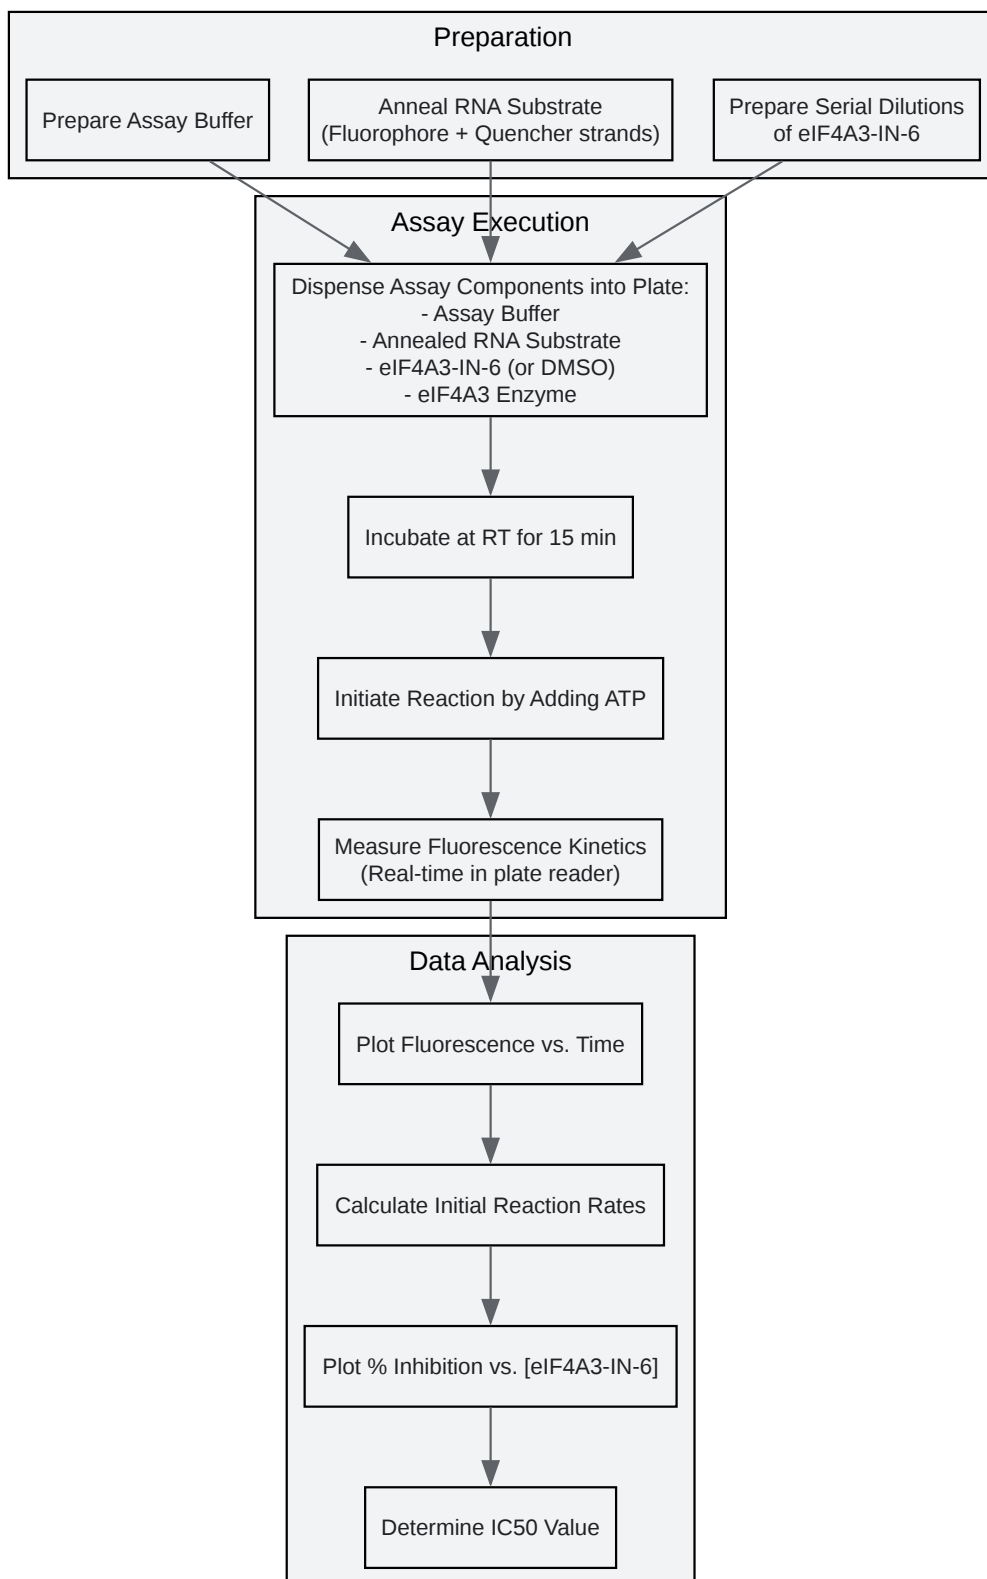 Preparation
Prepare Assay Buffer
Anneal RNA Substrate
(Fluorophore + Quencher strands)
Prepare Serial Dilutions
of eIF4A3-IN-6
Assay Execution
Dispense Assay Components into Plate:
- Assay Buffer
- Annealed RNA Substrate
- eIF4A3-IN-6 (or DMSO)
- eIF4A3 Enzyme
Incubate at RT for 15 min
Initiate Reaction by Adding ATP
Measure Fluorescence Kinetics
(Real-time in plate reader)
Data Analysis
Plot Fluorescence vs. Time
Calculate Initial Reaction Rates
Plot % Inhibition vs. [eIF4A3-IN-6]
Determine IC50 Value